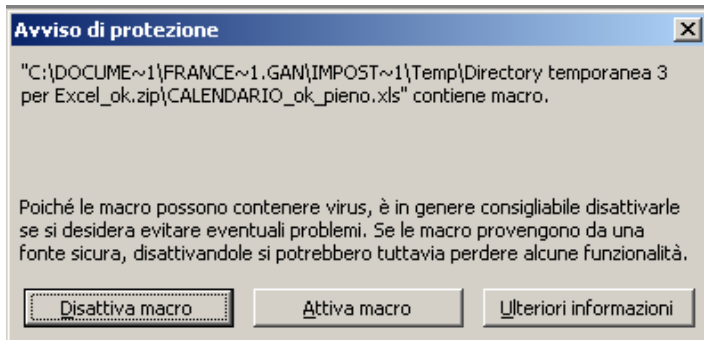 Avviso di protezione
"C:\DOCUME~1\FRANCE~1.GAN\IMPOST~1\Temp\Directory temporanea 3
per Excel_ok.zip\CALENDARIO_ok_pieno.xls" contiene macro.
Poiché le macro possono contenere virus, è in genere consigliabile disattivarle
se si desidera evitare eventuali problemi. Se le macro provengono da una
fonte sicura, disattivandole si potrebbero tuttavia perdere alcune funzionalità.
Disattiva macro Attiva macro Ulteriori informazioni